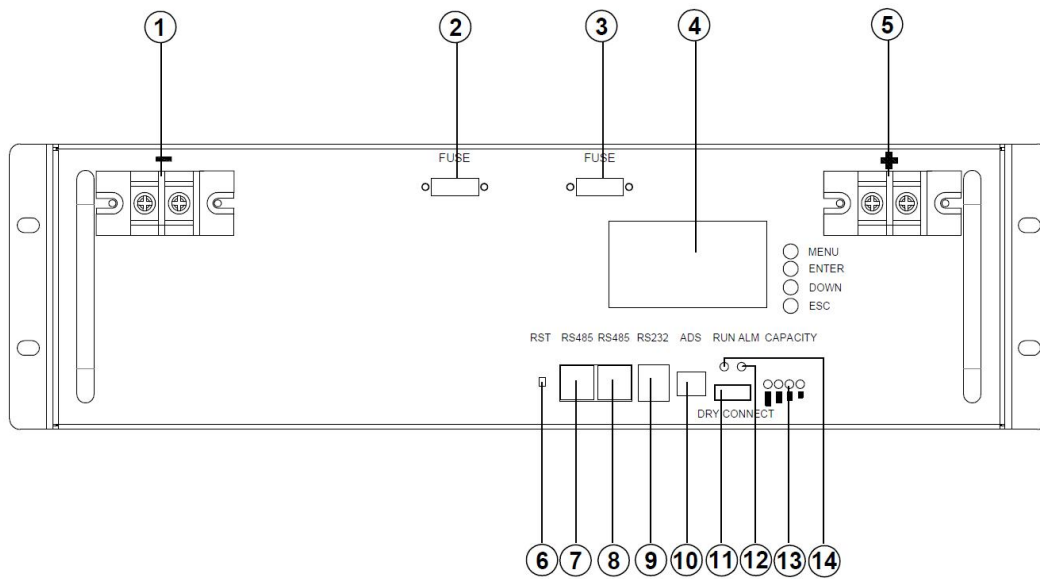 1 2 3 4 5
− +
FUSE FUSE
MENU
ENTER
DOWN
ESC
RST RS485 RS485 RS232 ADS RUN ALM CAPACITY
DRY CONNECT
6 7 8 9 10 11 12 13 14